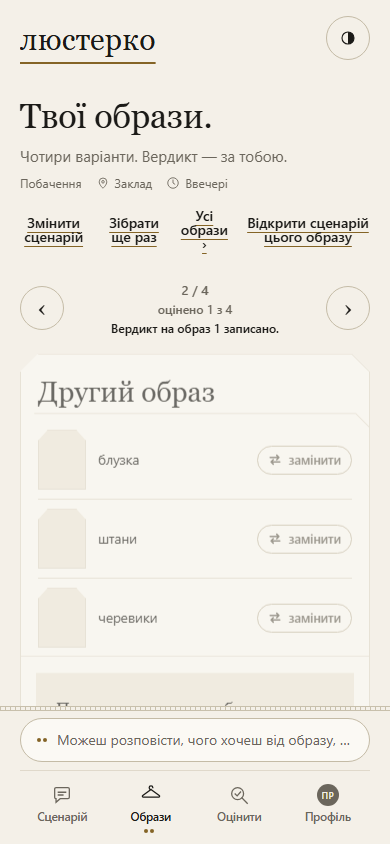 люстерко
Твої образи.
Чотири варіанти. Вердикт — за тобою.
Побачення Заклад Ввечері
Змінити сценарій
Зібрати ще раз
Усі образи ›
Відкрити сценарій цього образу
‹
2 / 4
›
оцінено 1 з 4
Вердикт на образ 1 записано.
Другий образ
блузка замінити
штани замінити
черевики замінити
Можеш розповісти, чого хочеш від образу, ...
Сценарій Образи Оцінити ПР Профіль